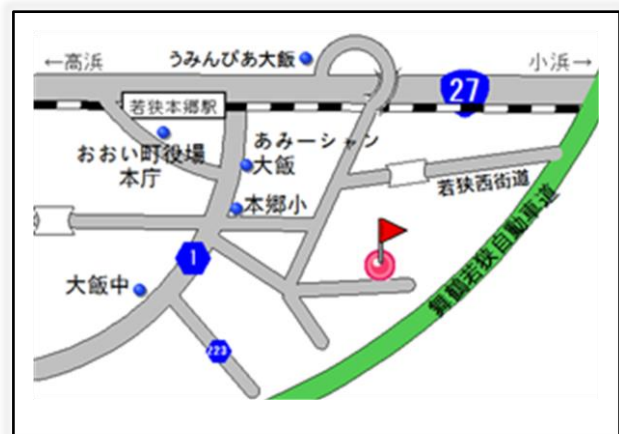 ←高浜
うみんぴあ大飯
小浜→
27
若狭本郷駅
おおい町役場
本庁
あみーシャン
大飯
若狭西街道
本郷小
1
大飯中
223
舞鶴若狭自動車道